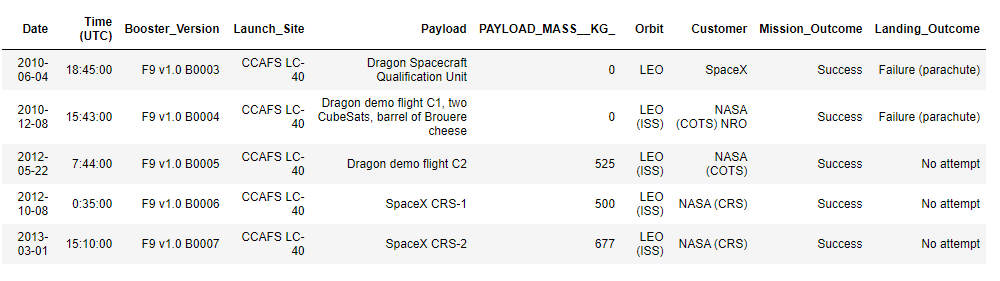 Date Time (UTC) Booster_Version Launch_Site Payload PAYLOAD_MASS__KG_ Orbit Customer Mission_Outcome Landing_Outcome
2010-06-04 18:45:00 F9 v1.0 B0003 CCAFS LC-40 Dragon Spacecraft Qualification Unit 0 LEO SpaceX Success Failure (parachute)
2010-12-08 15:43:00 F9 v1.0 B0004 CCAFS LC-40 Dragon demo flight C1, two CubeSats, barrel of Brouere cheese 0 LEO (ISS) NASA (COTS) NRO Success Failure (parachute)
2012-05-22 7:44:00 F9 v1.0 B0005 CCAFS LC-40 Dragon demo flight C2 525 LEO (ISS) NASA (COTS) Success No attempt
2012-10-08 0:35:00 F9 v1.0 B0006 CCAFS LC-40 SpaceX CRS-1 500 LEO (ISS) NASA (CRS) Success No attempt
2013-03-01 15:10:00 F9 v1.0 B0007 CCAFS LC-40 SpaceX CRS-2 677 LEO (ISS) NASA (CRS) Success No attempt